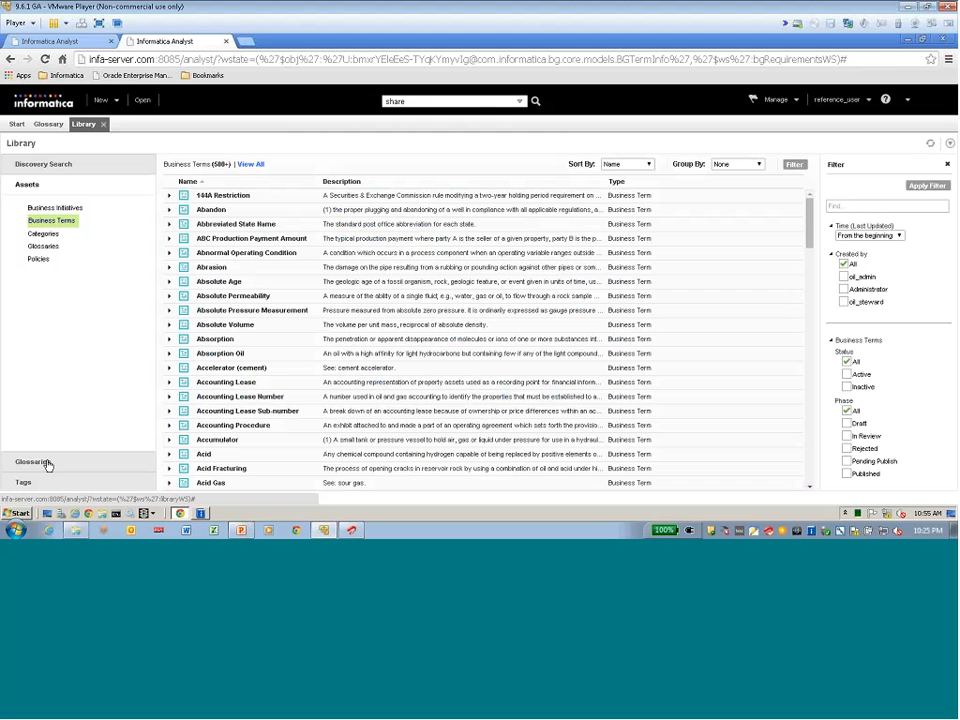 9.6.1 GA - VMware Player (Non-commercial use only)
Player
Informatica Analyst
Informatica Analyst
infa-server.com:8085/analyst/?wstate=(%27$obj%27:%27U:bmxrYEleEeS-TYqKYmyvIg@com.informatica.bg.core.models.BGTermInfo%27,%27$ws%27:bgRequirementsWS)#
Apps Informatica Oracle Enterprise Man... Bookmarks
informatica New Open share Manage reference_user
Start Glossary Library
Library
Discovery Search
Assets
Business Initiatives
Business Terms
Categories
Glossaries
Policies
Glossaries
Tags
Business Terms (500+) | View All Sort By: Name Group By: None Filter
Name Description Type
144A Restriction A Securities & Exchange Commission rule modifying a two-year holding period requirement on ... Business Term
Abandon (1) the proper plugging and abandoning of a well in compliance with all applicable regulations, a... Business Term
Abbreviated State Name The standard post office abbreviation for each state. Business Term
ABC Production Payment Amount The typical production payment where party A is the seller of a given property, party B is the p... Business Term
Abnormal Operating Condition A condition which occurs in a process component when an operating variable ranges outside ... Business Term
Abrasion The damage on the pipe resulting from a rubbing or pounding action against other pipes or som... Business Term
Absolute Age The geologic age of a fossil organism, rock, geologic feature, or event given in units of time, us... Business Term
Absolute Permeability A measure of the ability of a single fluid, e.g., water, gas or oil, to flow through a rock sample ... Business Term
Absolute Pressure Measurement Pressure measured from absolute zero pressure. it is ordinarily expressed as gauge pressure ... Business Term
Absolute Volume The volume per unit mass, reciprocal of absolute density. Business Term
Absorption The penetration or apparent disappearance of molecules or ions of one or more substances int... Business Term
Absorption Oil An oil with a high affinity for light hydrocarbons but containing few if any of the light compound... Business Term
Accelerator (cement) See: cement accelerator. Business Term
Accounting Lease An accounting representation of property assets used as a recording point for financial inform... Business Term
Accounting Lease Number A number used in oil and gas accounting to identify the properties that must be established to ... Business Term
Accounting Lease Sub-number A break down of an accounting lease because of ownership or price differences within an ac... Business Term
Accounting Procedure An exhibit attached to and made a part of an operating agreement which sets forth the provisi... Business Term
Accumulator (1) A small tank or pressure vessel to hold air, gas or liquid under pressure for use in a hydraul... Business Term
Acid Any chemical compound containing hydrogen capable of being replaced by positive elements o... Business Term
Acid Fracturing The process of opening cracks in reservoir rock by using a combination of oil and acid under hi... Business Term
Acid Gas See: sour gas. Business Term
Filter
Apply Filter
Find...
Time (Last Updated)
From the beginning
Created by
All
oil_admin
Administrator
oil_steward
Business Terms
Status
All
Active
Inactive
Phase
All
Draft
In Review
Rejected
Pending Publish
Published
infa-server.com:8085/analyst/?wstate=(%27$ws%27:libraryWS)#
Start 10:55 AM
100% 10:25 PM